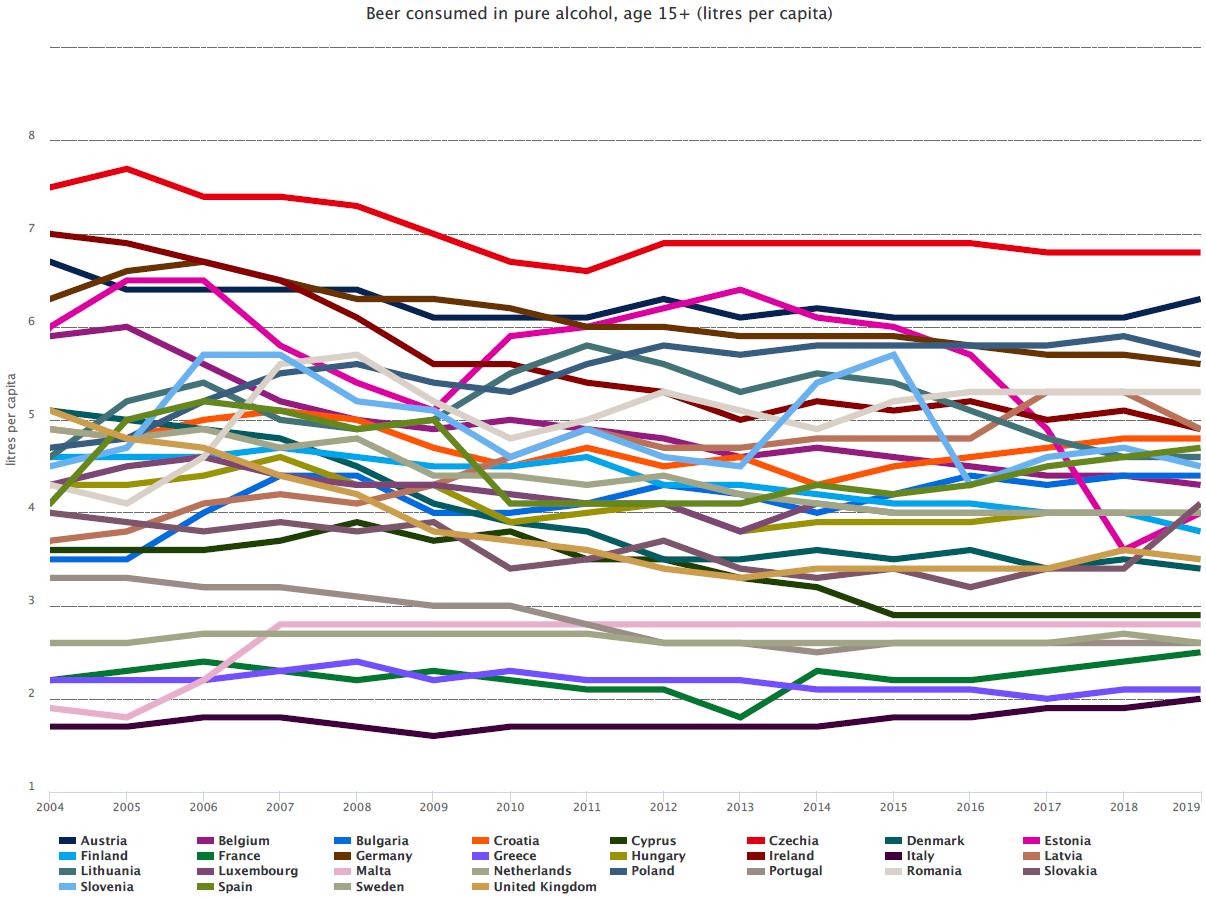 Beer consumed in pure alcohol, age 15+ (litres per capita)
8
7
6
5
4
3
2
1
litres per capita
2004 2005 2006 2007 2008 2009 2010 2011 2012 2013 2014 2015 2016 2017 2018 2019
Austria Belgium Bulgaria Croatia Cyprus Czechia Denmark Estonia
Finland France Germany Greece Hungary Ireland Italy Latvia
Lithuania Luxembourg Malta Netherlands Poland Portugal Romania Slovakia
Slovenia Spain Sweden United Kingdom